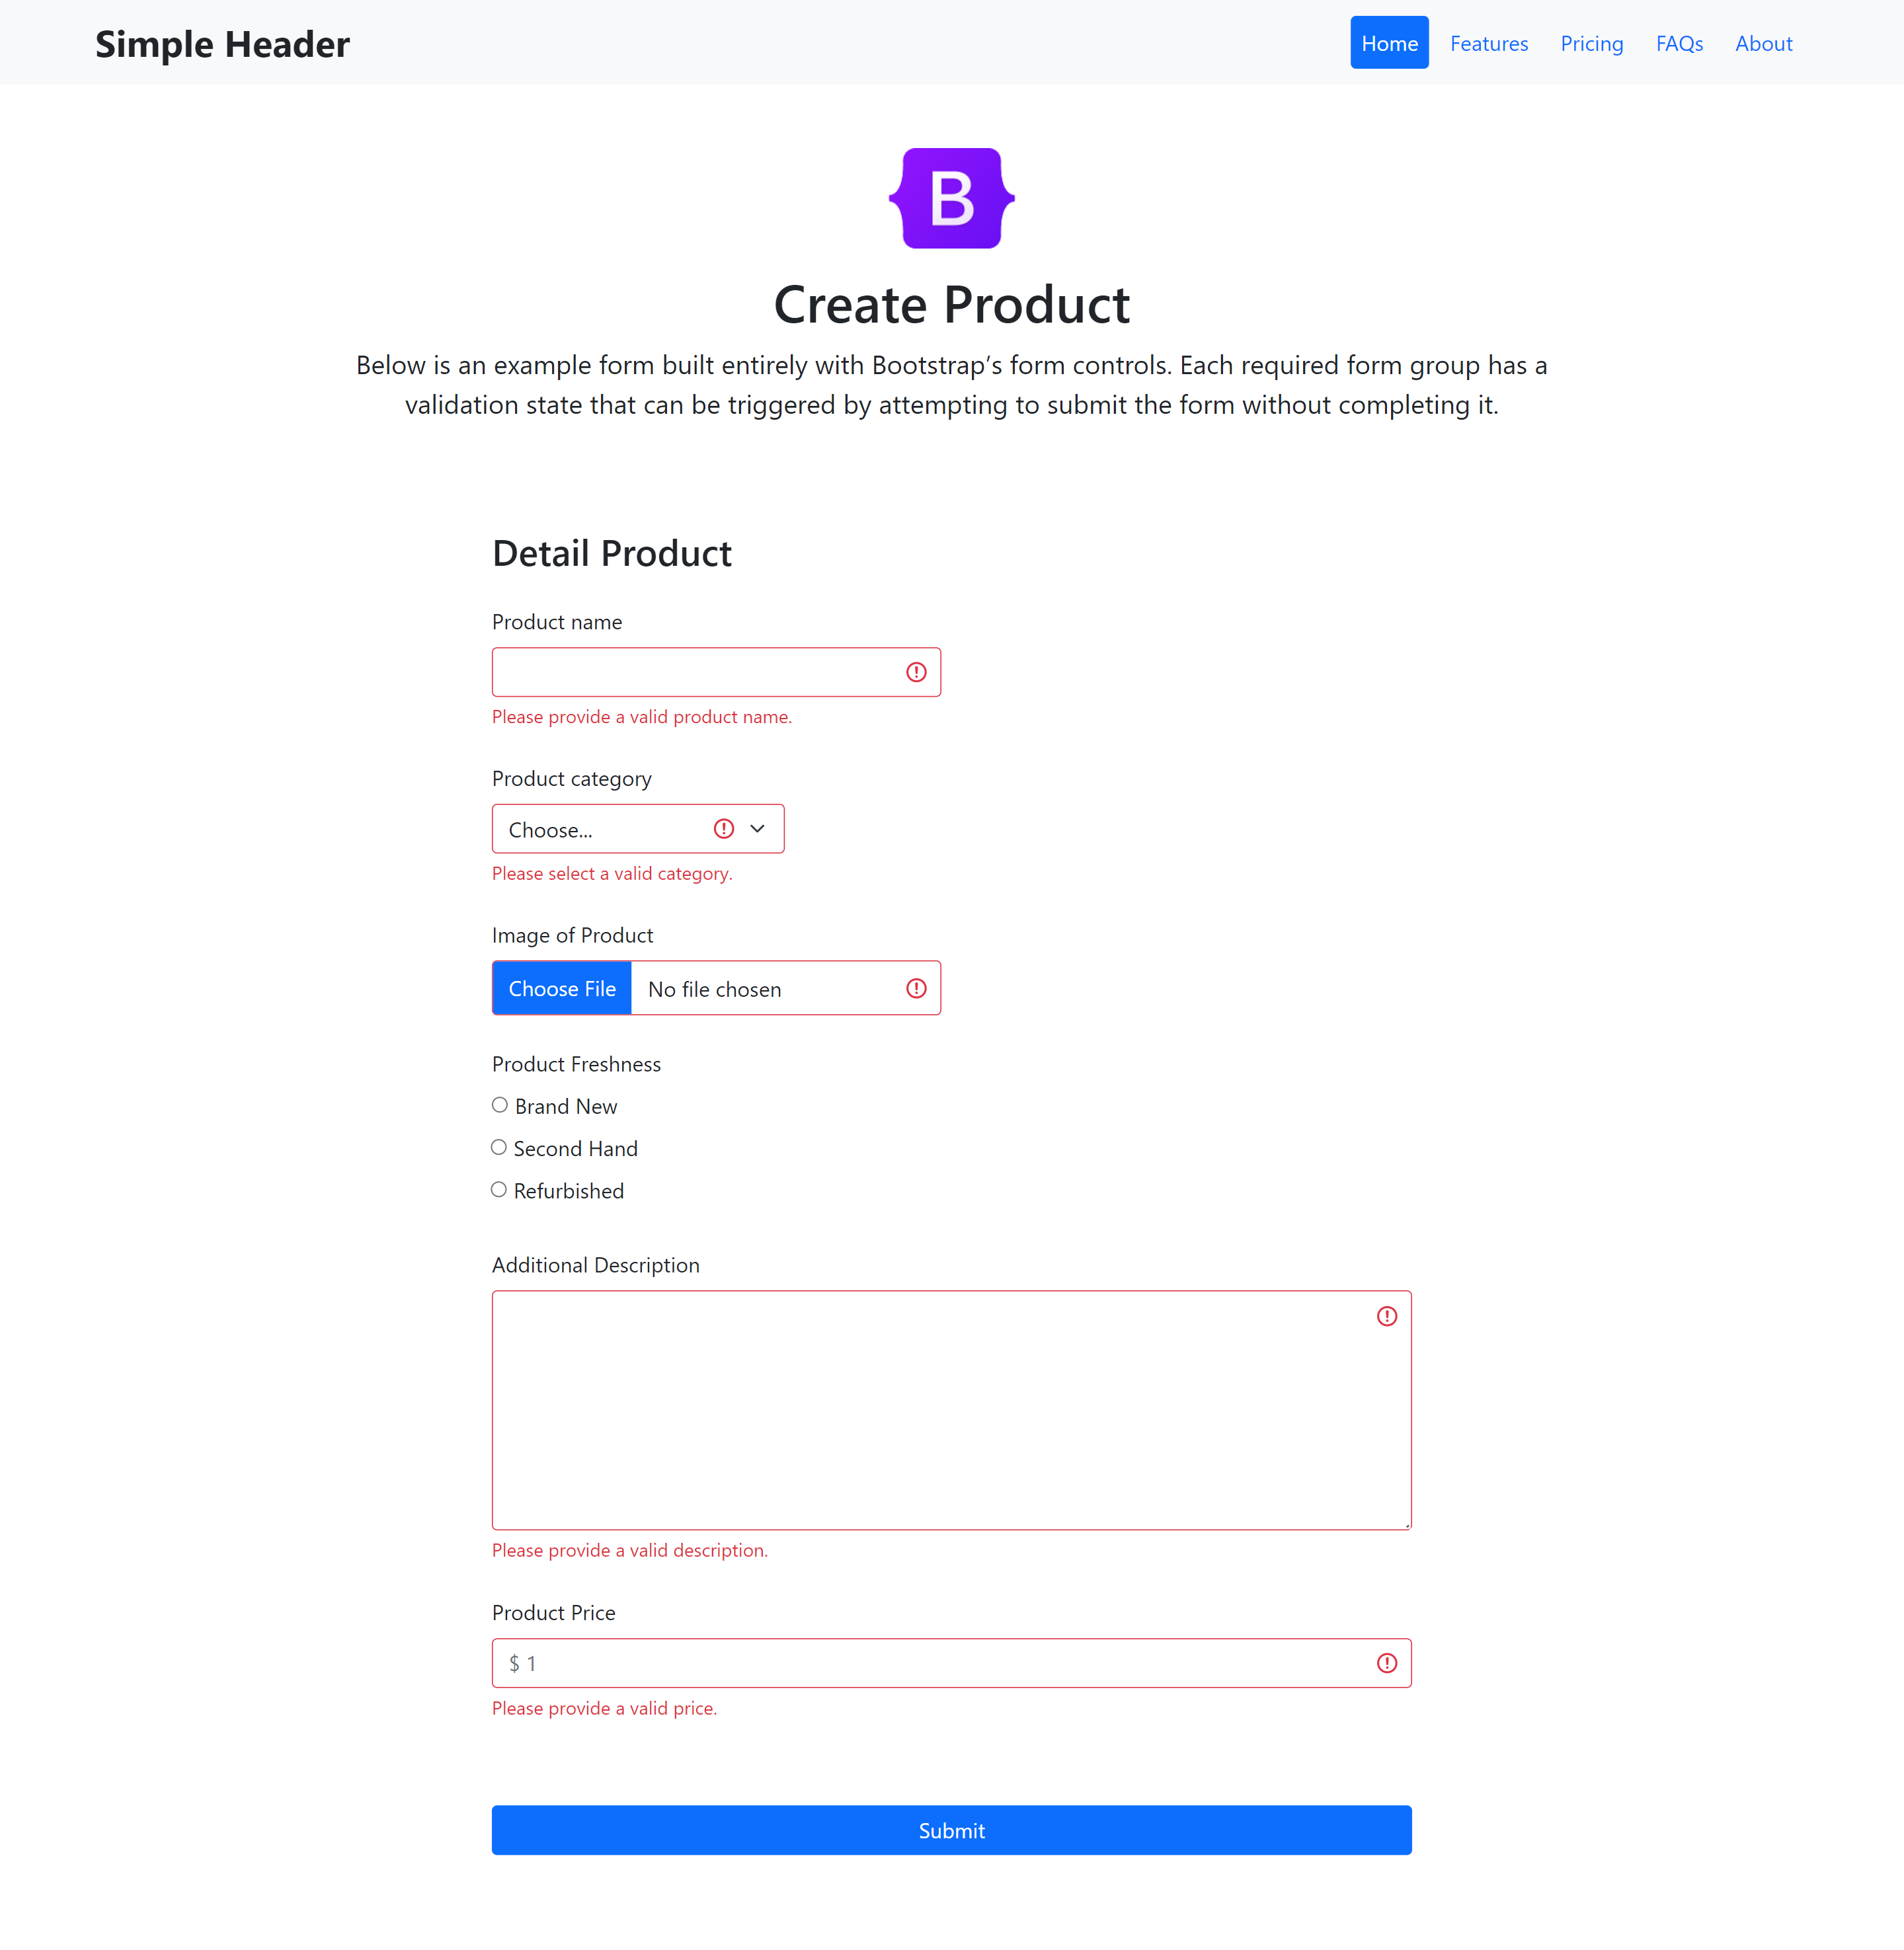 Simple Header
Home Features Pricing FAQs About
B
Create Product
Below is an example form built entirely with Bootstrap’s form controls. Each required form group has a
validation state that can be triggered by attempting to submit the form without completing it.
Detail Product
Product name
Please provide a valid product name.
Product category
Choose...
Please select a valid category.
Image of Product
Choose File No file chosen
Product Freshness
Brand New
Second Hand
Refurbished
Additional Description
Please provide a valid description.
Product Price
$ 1
Please provide a valid price.
Submit